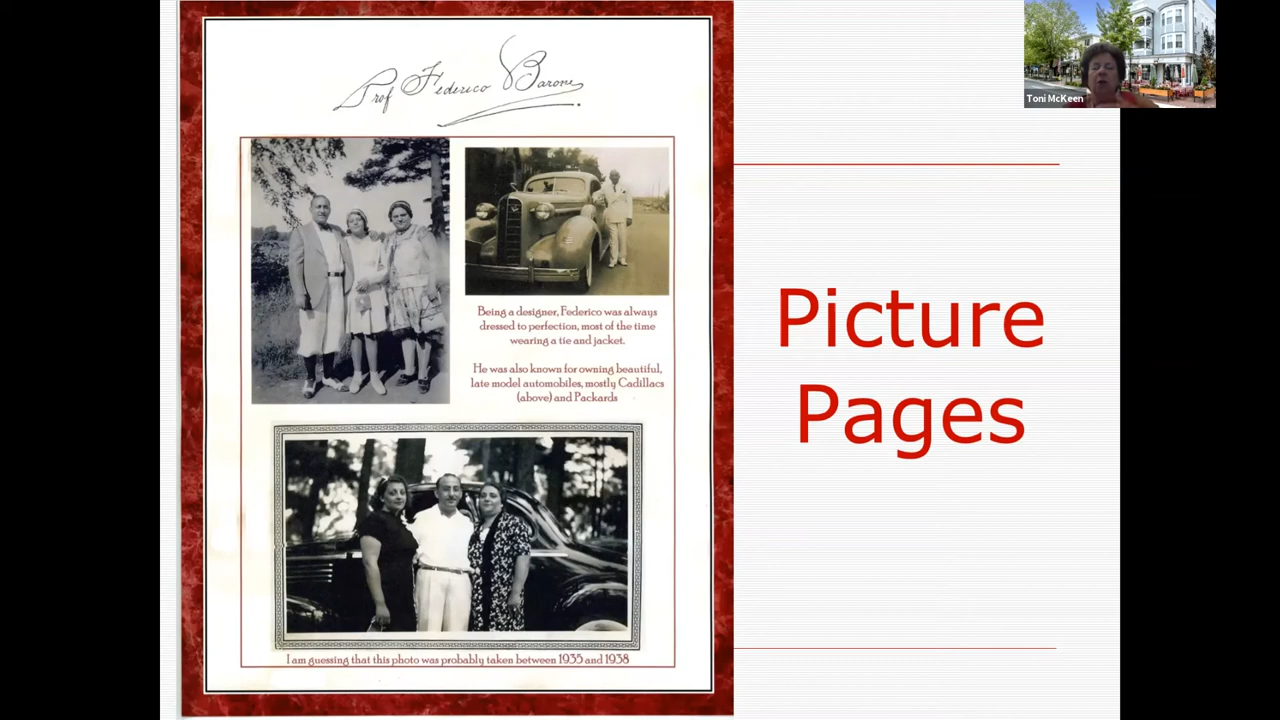 Prof Federico Barone
Toni McKeen
Being a designer, Federico was always
dressed to perfection, most of the time
wearing a tie and jacket.
He was also known for owning beautiful,
late model automobiles, mostly Cadillacs
(above) and Packards
I am guessing that this photo was probably taken between 1935 and 1938
Picture
Pages